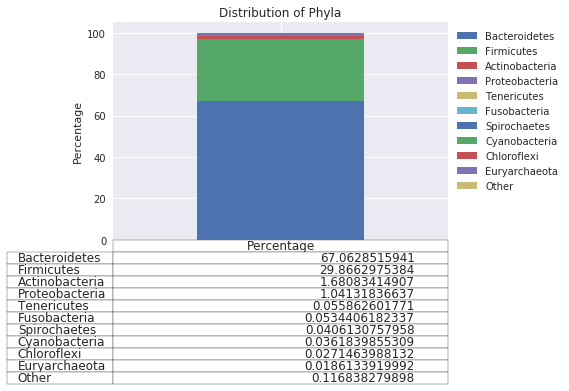 Distribution of Phyla
100
80
60
40
20
0
Percentage
Bacteroidetes
Firmicutes
Actinobacteria
Proteobacteria
Tenericutes
Fusobacteria
Spirochaetes
Cyanobacteria
Chloroflexi
Euryarchaeota
Other
Percentage
Bacteroidetes 67.0628515941
Firmicutes 29.8662975384
Actinobacteria 1.68083414907
Proteobacteria 1.04131836637
Tenericutes 0.055862601771
Fusobacteria 0.0534406182337
Spirochaetes 0.0406130757958
Cyanobacteria 0.0361839855309
Chloroflexi 0.0271463988132
Euryarchaeota 0.0186133919992
Other 0.116838279898